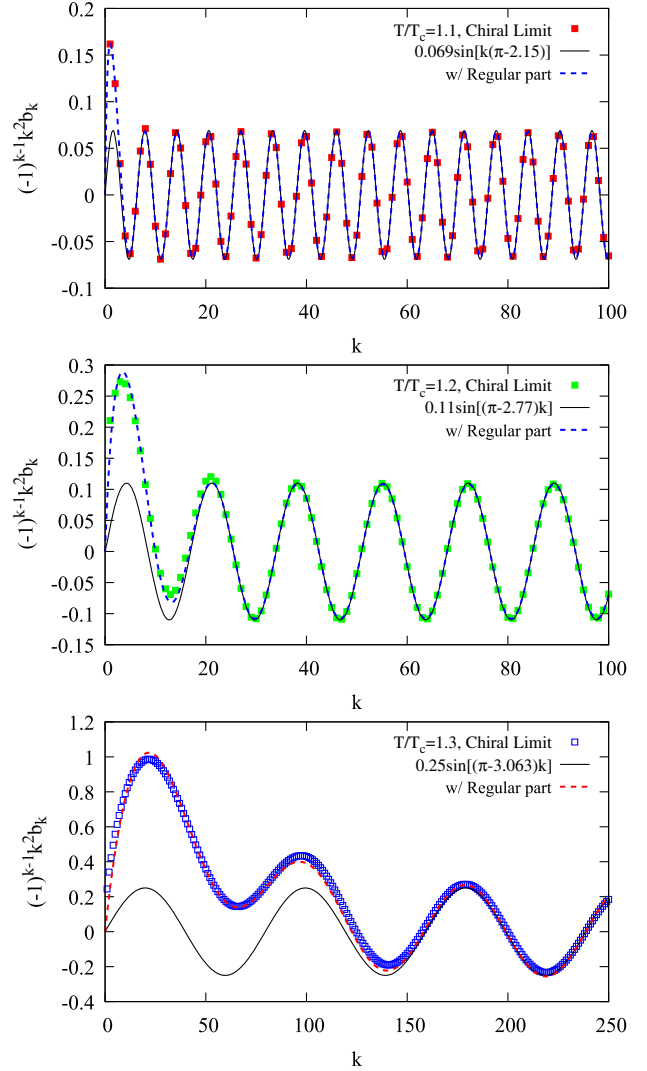 0.2
0.15
0.1
0.05
0
-0.05
-0.1
(-1)^{k-1}k^2b_k
T/T_c=1.1, Chiral Limit
0.069sin[k(π-2.15)]
w/ Regular part
0 20 40 60 80 100
k
0.3
0.25
0.2
0.15
0.1
0.05
0
-0.05
-0.1
-0.15
(-1)^{k-1}k^2b_k
T/T_c=1.2, Chiral Limit
0.11sin[(π-2.77)k]
w/ Regular part
0 20 40 60 80 100
k
1.2
1
0.8
0.6
0.4
0.2
0
-0.2
-0.4
(-1)^{k-1}k^2b_k
T/T_c=1.3, Chiral Limit
0.25sin[(π-3.063)k]
w/ Regular part
0 50 100 150 200 250
k